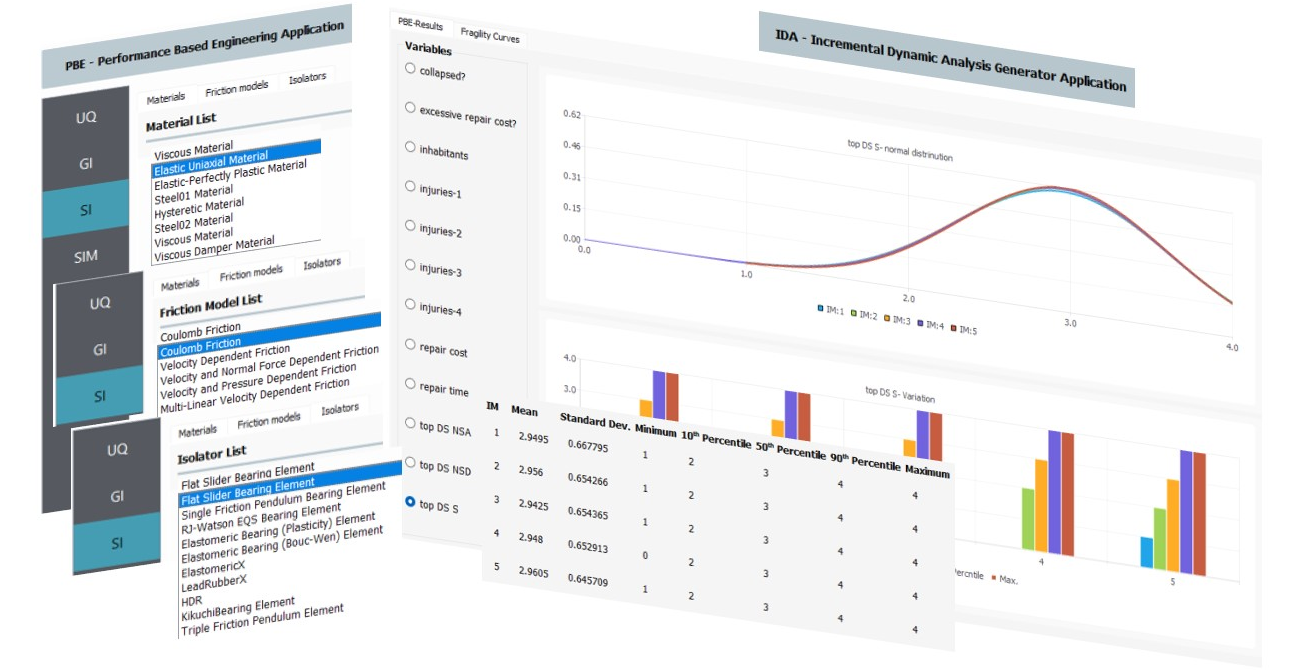 PBE - Performance Based Engineering Application
UQ
GI
SI
SIM
Materials Friction models Isolators
Material List
Viscous Material
Elastic Uniaxial Material
Elastic-Perfectly Plastic Material
Steel01 Material
Hysteretic Material
Steel02 Material
Viscous Material
Viscous Damper Material
UQ
GI
SI
Materials Friction models Isolators
Friction Model List
Coulomb Friction
Coulomb Friction
Velocity Dependent Friction
Velocity and Normal Force Dependent Friction
Velocity and Pressure Dependent Friction
Multi-Linear Velocity Dependent Friction
UQ
GI
SI
Materials Friction models Isolators
Isolator List
Flat Slider Bearing Element
Flat Slider Bearing Element
Single Friction Pendulum Bearing Element
RJ-Watson EQS Bearing Element
Elastomeric Bearing (Plasticity) Element
Elastomeric Bearing (Bouc-Wen) Element
ElastomericX
LeadRubberX
HDR
KikuchiBearing Element
Triple Friction Pendulum Element
PBE-Results Fragility Curves
Variables
collapsed?
excessive repair cost?
inhabitants
injuries-1
injuries-2
injuries-3
injuries-4
repair cost
repair time
top DS NSA
top DS NSD
top DS S
IDA - Incremental Dynamic Analysis Generator Application
top DS S- normal distrinution
0.62
0.46
0.31
0.15
0.00
0.0 1.0 2.0 3.0 4.0
IM:1 IM:2 IM:3 IM:4 IM:5
top DS S- Variation
4.0
3.0
4 5
Percntile Max.
IM Mean Standard Dev. Minimum 10th Percentile 50th Percentile 90th Percentile Maximum
1 2.9495 0.667795 1 2 3 4 4
2 2.956 0.654266 1 2 3 4 4
3 2.9425 0.654365 1 2 3 4 4
4 2.948 0.652913 0 2 3 4 4
5 2.9605 0.645709 1 2 3 4 4